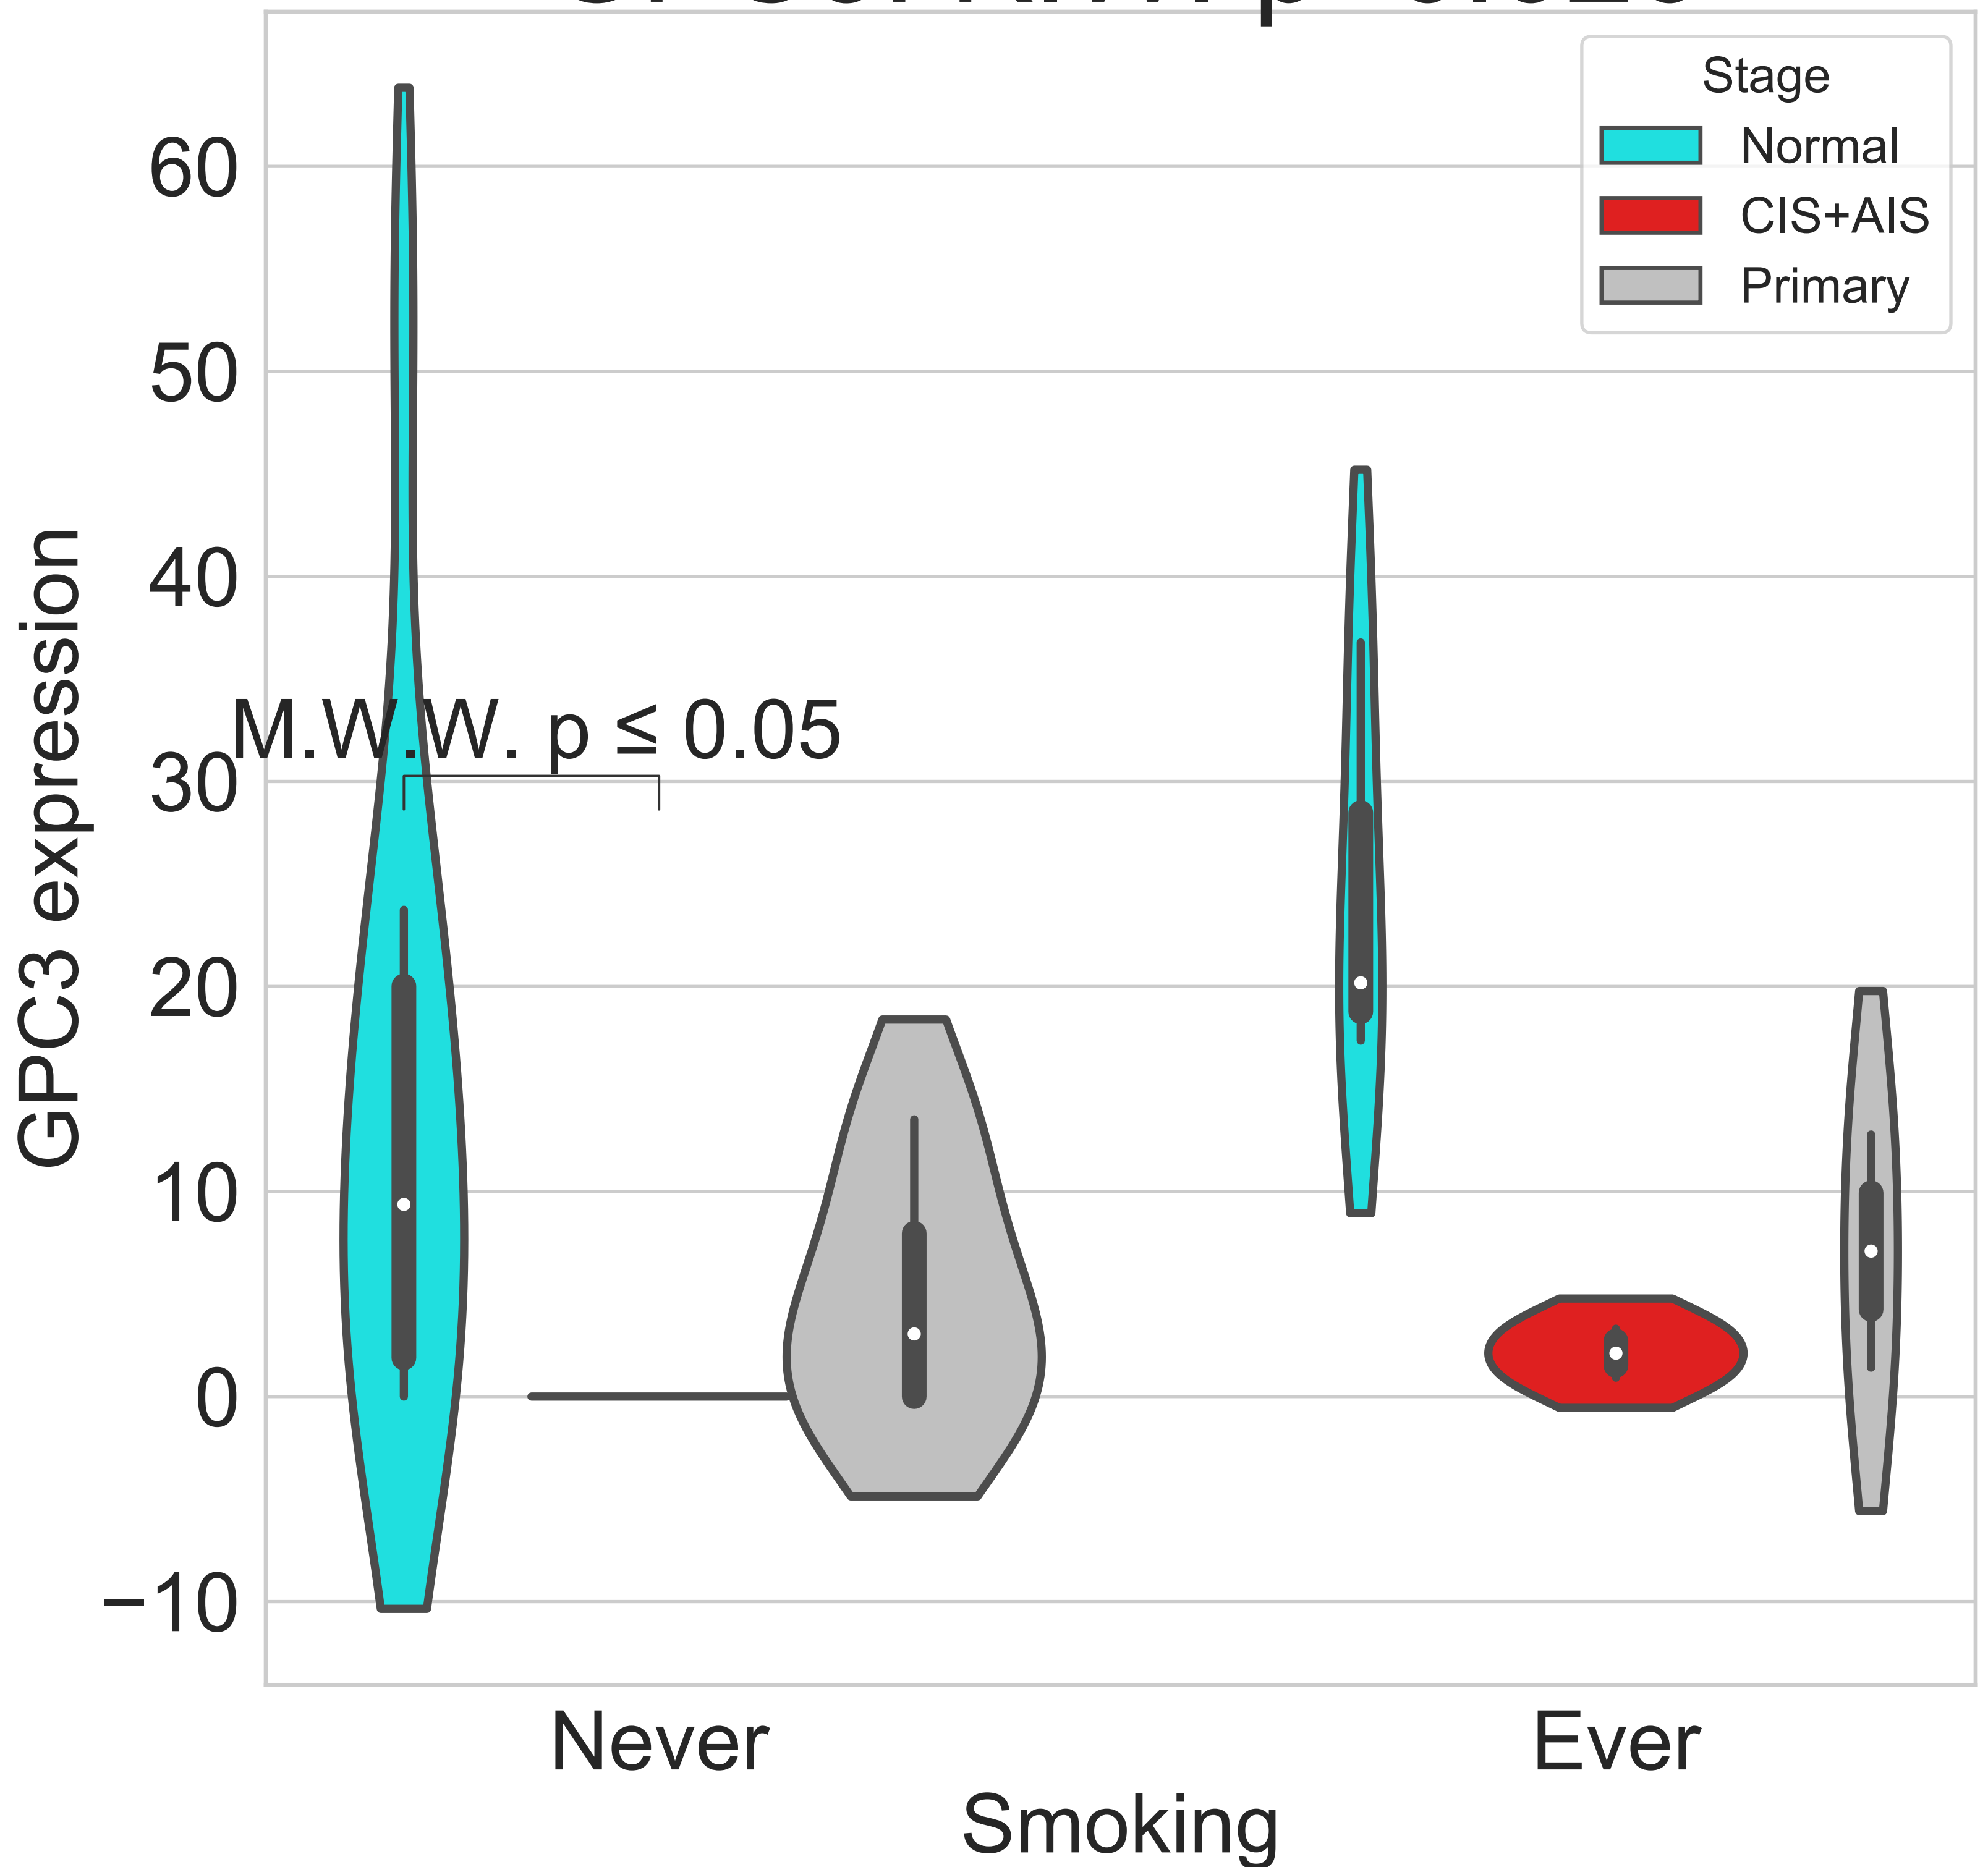 Stage
Normal
CIS+AIS
Primary
60
50
40
30
20
10
0
−10
GPC3 expression
M.W.W. p ≤ 0.05
Never
Ever
Smoking